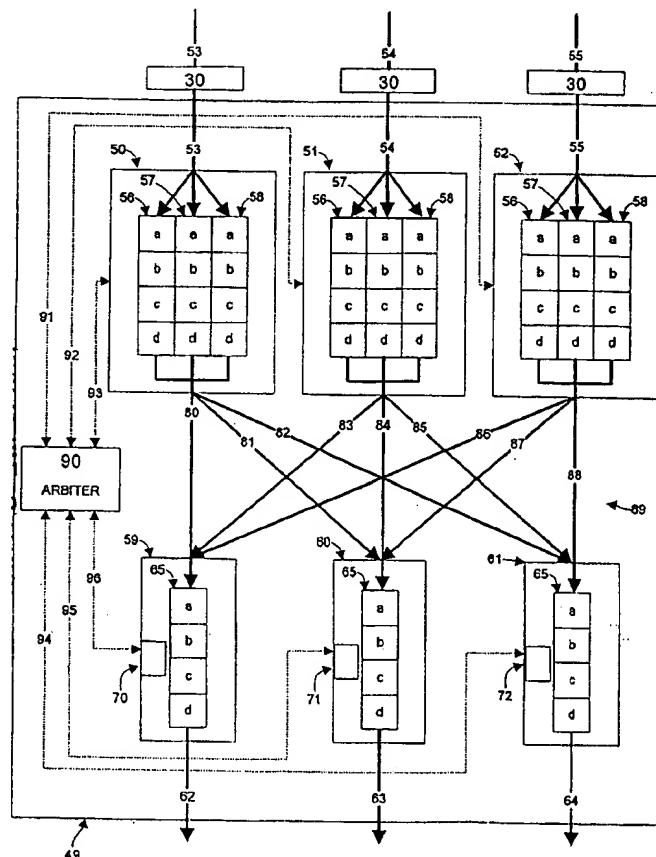 53 54 55
30 30 30
53 54 55
50 51 52
56 57 58 56 57 58 56 57 58
a a a a a a a a a
b b b b b b b b b
c c c c c c c c c
d d d d d d d d d
91
92
93
80 81 82 83 84 85 86 87
88
90
ARBITER
69
59 60 61
96
95
94
65 65 65
a a a
b b b
c c c
d d d
70 71 72
62 63 64
49